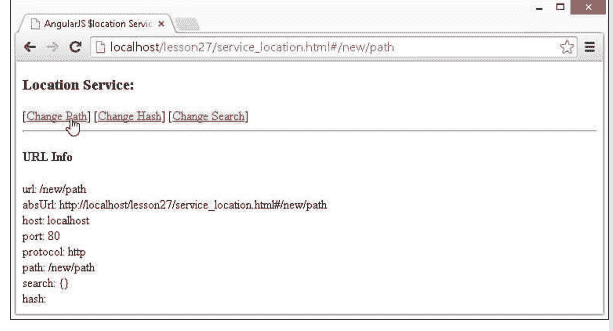 AngularJS $location Servic
localhost/lesson27/service_location.html#/new/path
Location Service:
[Change Path] [Change Hash] [Change Search]
URL Info
url: /new/path
absUrl: http://localhost/lesson27/service_location.html#/new/path
host: localhost
port: 80
protocol: http
path: /new/path
search: {}
hash: